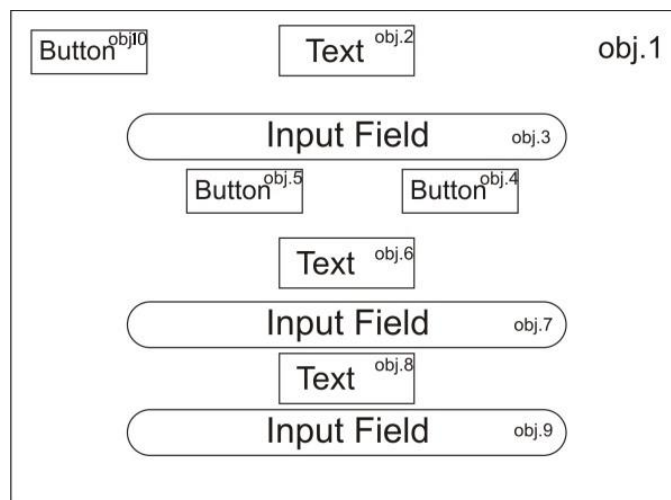 Button obj10
Text obj.2
obj.1
Input Field obj.3
Button obj.5
Button obj.4
Text obj.6
Input Field obj.7
Text obj.8
Input Field obj.9